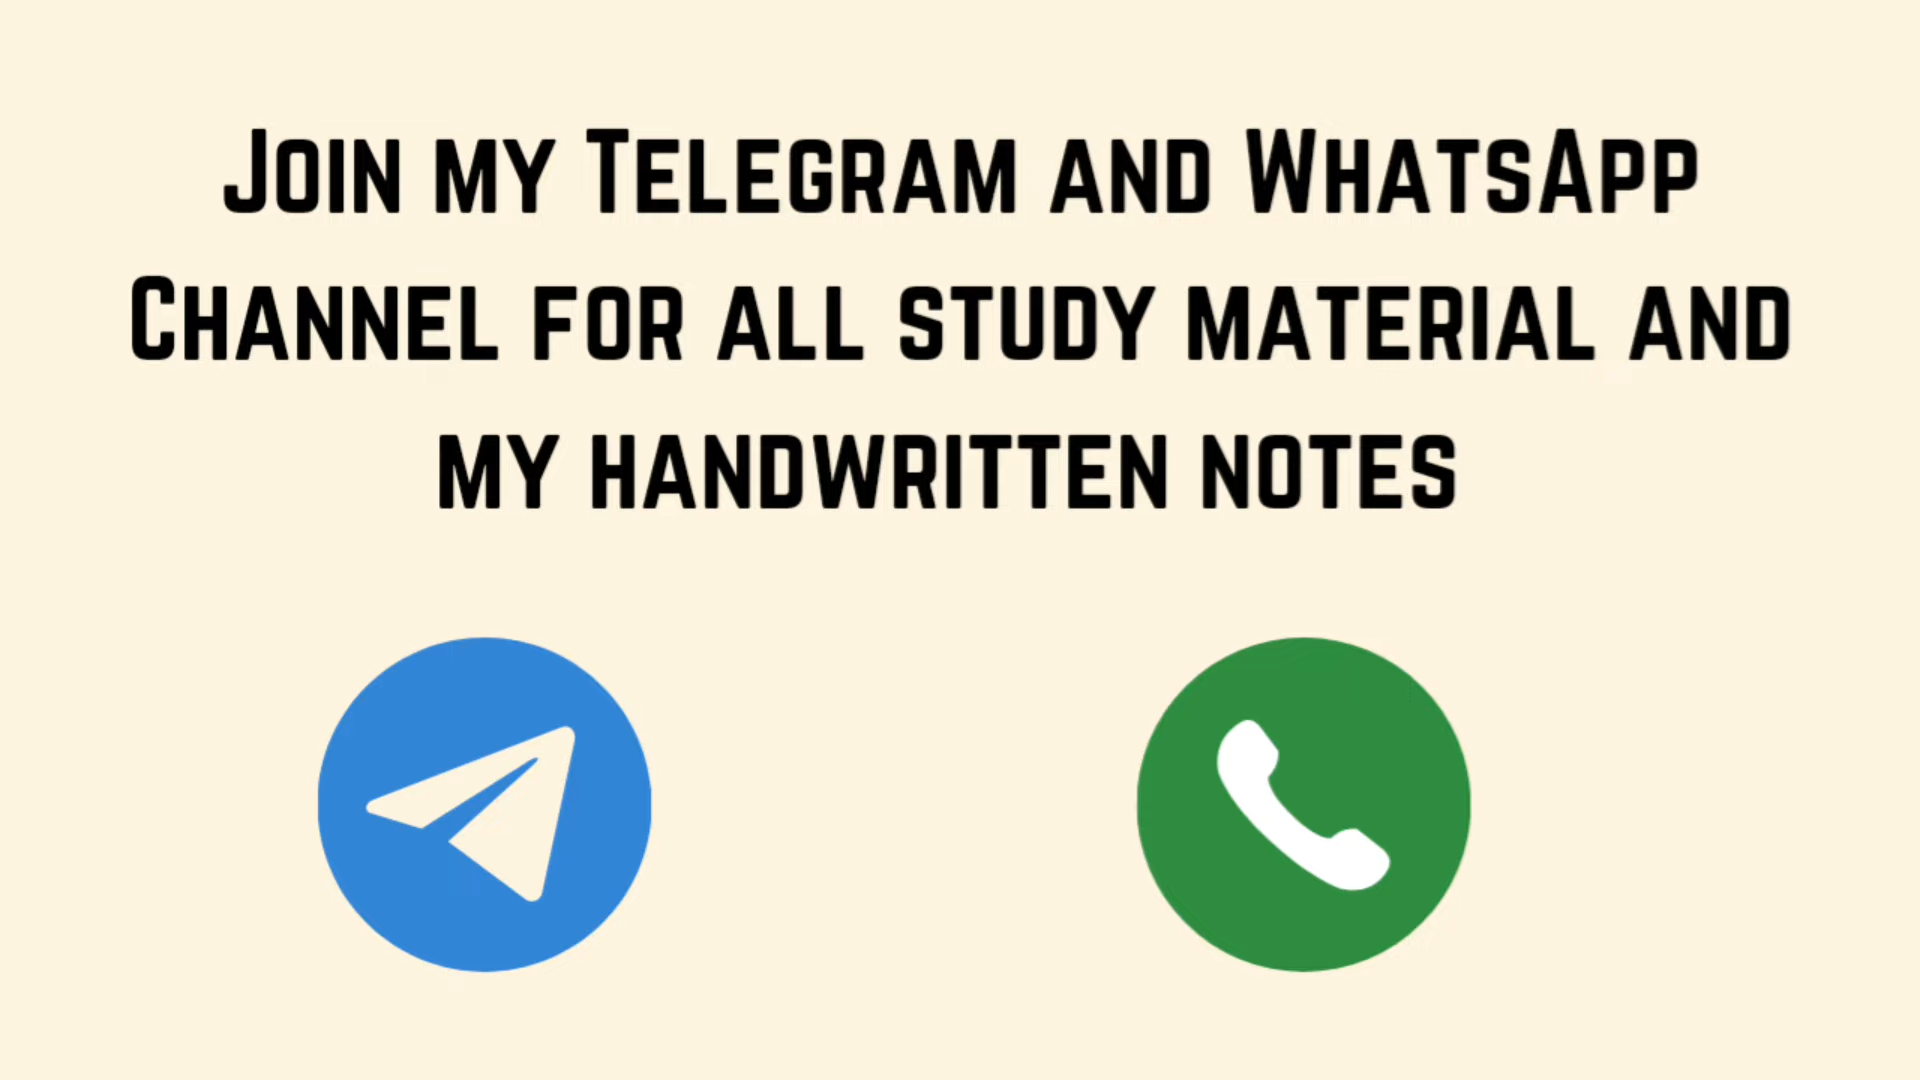 Join my Telegram and WhatsApp
Channel for all study material and
my handwritten notes